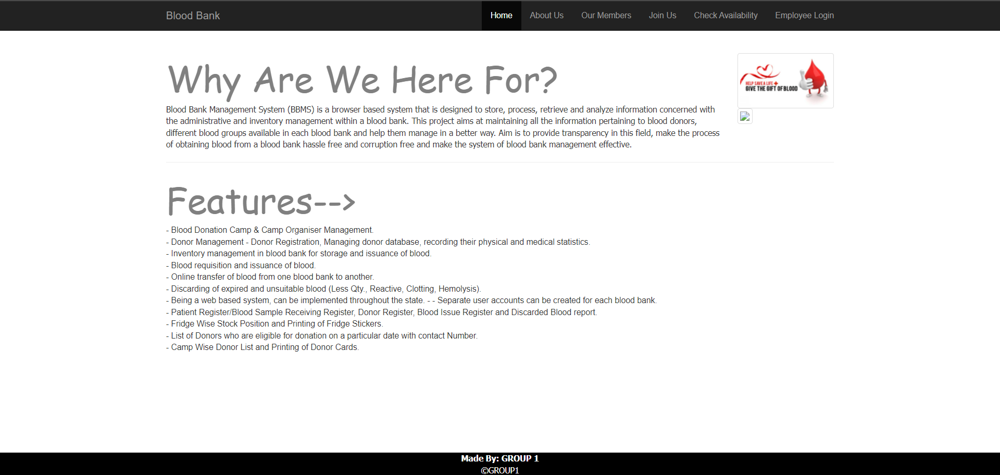 Blood Bank
Home
About Us
Our Members
Join Us
Check Availability
Employee Login
Why Are We Here For?
HELP SAVE A LIFE +
GIVE THE GIFT OF BLOOD
Blood Bank Management System (BBMS) is a browser based system that is designed to store, process, retrieve and analyze information concerned with
the administrative and inventory management within a blood bank. This project aims at maintaining all the information pertaining to blood donors,
different blood groups available in each blood bank and help them manage in a better way. Aim is to provide transparency in this field, make the process
of obtaining blood from a blood bank hassle free and corruption free and make the system of blood bank management effective.
Features-->
- Blood Donation Camp & Camp Organiser Management.
- Donor Management - Donor Registration, Managing donor database, recording their physical and medical statistics.
- Inventory management in blood bank for storage and issuance of blood.
- Blood requisition and issuance of blood.
- Online transfer of blood from one blood bank to another.
- Discarding of expired and unsuitable blood (Less Qty., Reactive, Clotting, Hemolysis).
- Being a web based system, can be implemented throughout the state. - - Separate user accounts can be created for each blood bank.
- Patient Register/Blood Sample Receiving Register, Donor Register, Blood Issue Register and Discarded Blood report.
- Fridge Wise Stock Position and Printing of Fridge Stickers.
- List of Donors who are eligible for donation on a particular date with contact Number.
- Camp Wise Donor List and Printing of Donor Cards.
Made By: GROUP 1
©GROUP1